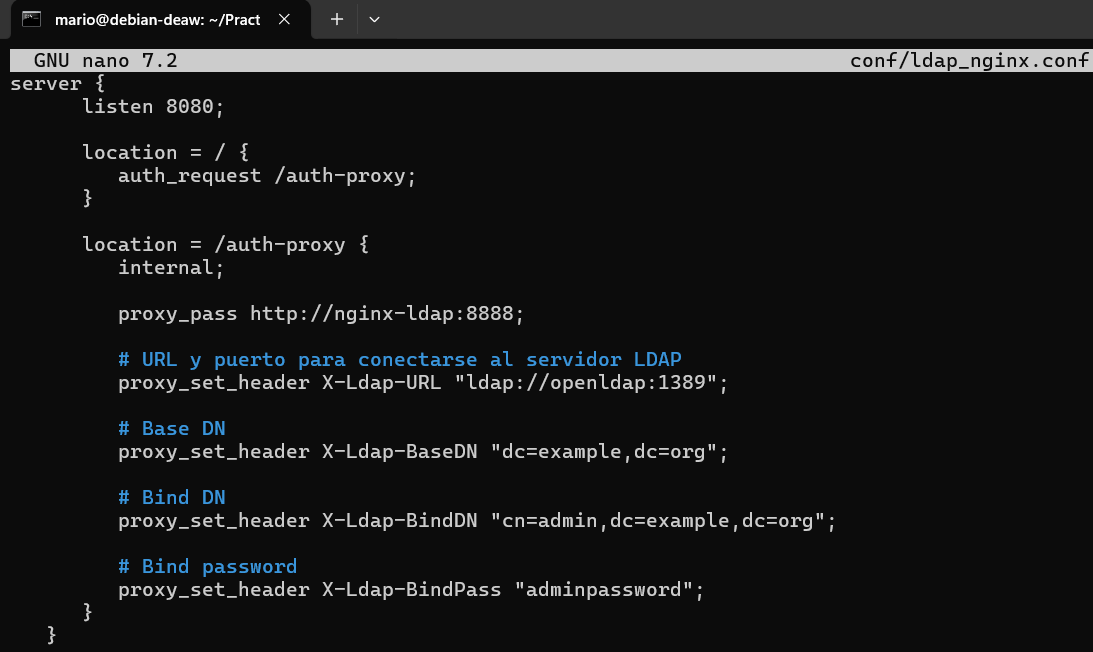 mario@debian-deaw: ~/Pract
GNU nano 7.2 conf/ldap_nginx.conf
server {
listen 8080;
location = / {
auth_request /auth-proxy;
}
location = /auth-proxy {
internal;
proxy_pass http://nginx-ldap:8888;
# URL y puerto para conectarse al servidor LDAP
proxy_set_header X-Ldap-URL "ldap://openldap:1389";
# Base DN
proxy_set_header X-Ldap-BaseDN "dc=example,dc=org";
# Bind DN
proxy_set_header X-Ldap-BindDN "cn=admin,dc=example,dc=org";
# Bind password
proxy_set_header X-Ldap-BindPass "adminpassword";
}
}